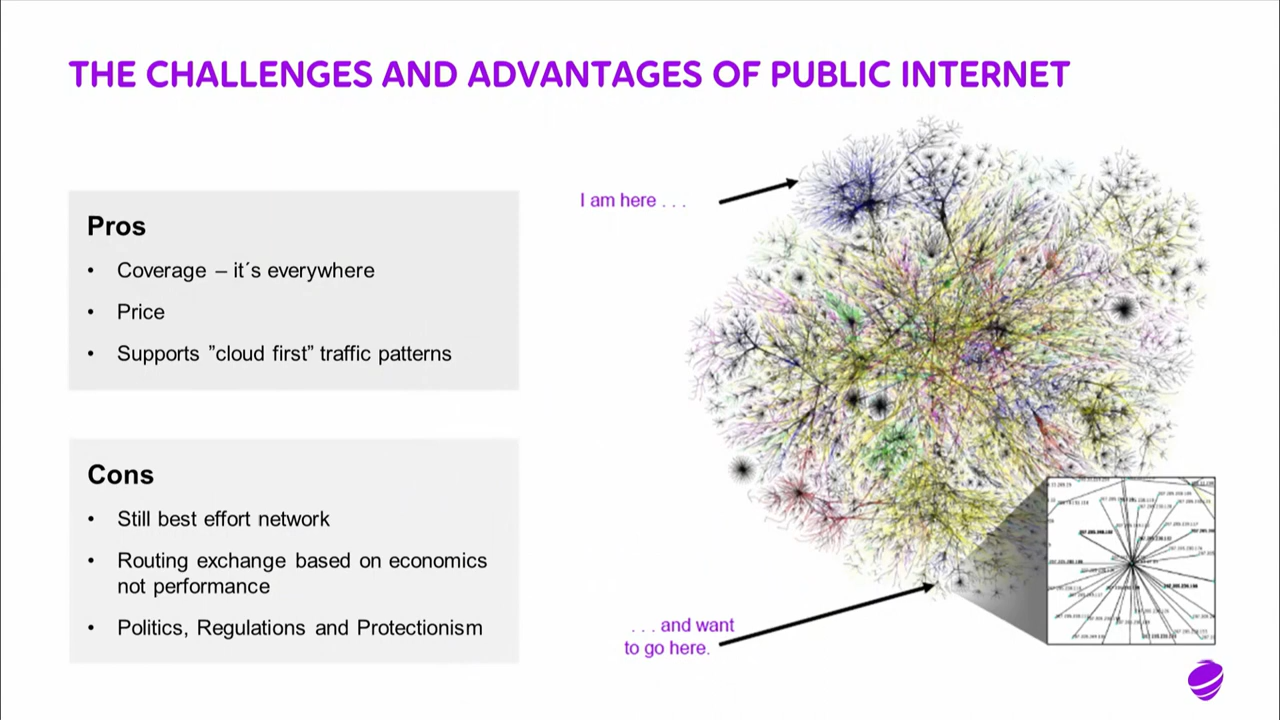 THE CHALLENGES AND ADVANTAGES OF PUBLIC INTERNET
Pros
• Coverage – it´s everywhere
• Price
• Supports ”cloud first” traffic patterns
Cons
• Still best effort network
• Routing exchange based on economics
not performance
• Politics, Regulations and Protectionism
I am here . . .
. . . and want
to go here.